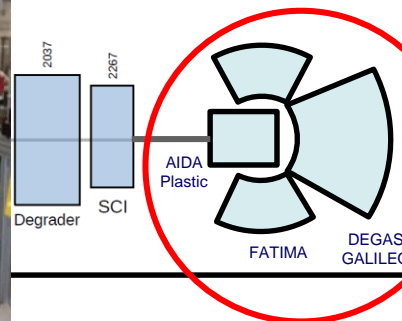 2037
2267
Degrader
SCI
AIDA
Plastic
FATIMA
DEGAS
GALILEO